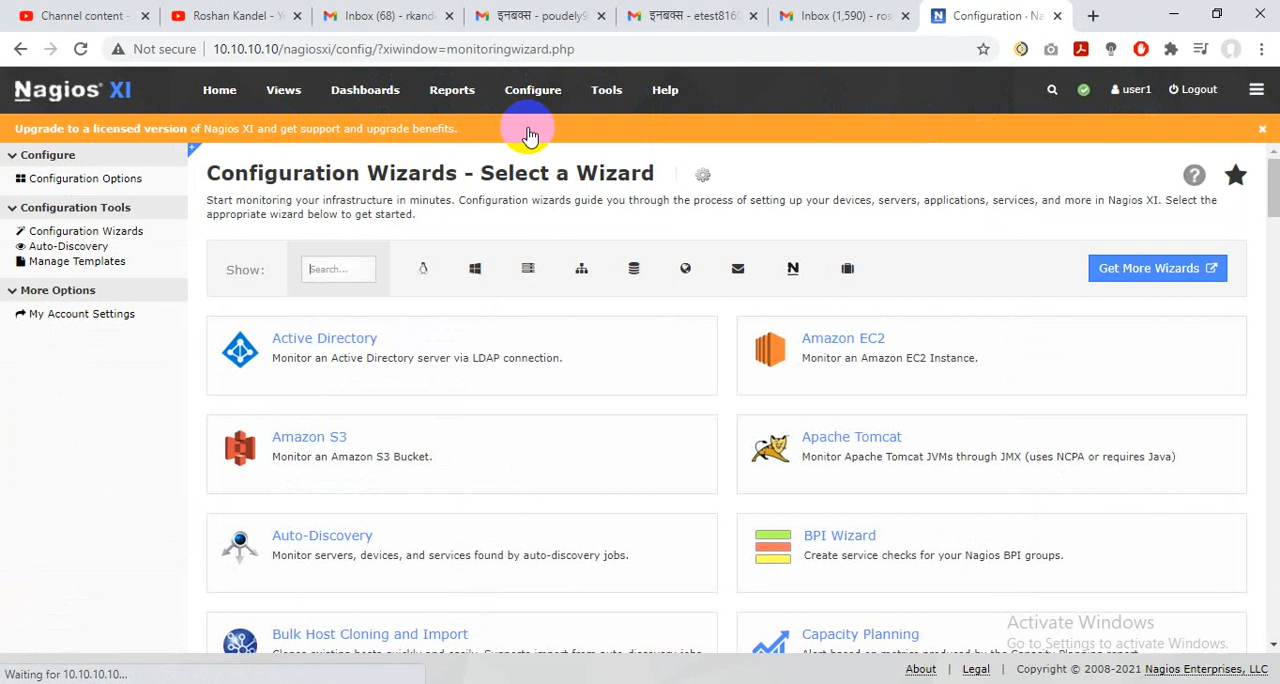 Channel content -
Roshan Kandel - Y
Inbox (68) - rkand
इनबक्स - poudely9
इनबक्स - etest8160
Inbox (1,590) - ros
Configuration · Na
Not secure
10.10.10.10/nagiosxi/config/?xiwindow=monitoringwizard.php
Nagios® XI
Home
Views
Dashboards
Reports
Configure
Tools
Help
user1
Logout
Upgrade to a licensed version of Nagios XI and get support and upgrade benefits.
Configure
Configuration Options
Configuration Tools
Configuration Wizards
Auto-Discovery
Manage Templates
More Options
My Account Settings
Configuration Wizards - Select a Wizard
Start monitoring your infrastructure in minutes. Configuration wizards guide you through the process of setting up your devices, servers, applications, services, and more in Nagios XI. Select the
appropriate wizard below to get started.
Show:
Search...
Get More Wizards
Active Directory
Monitor an Active Directory server via LDAP connection.
Amazon EC2
Monitor an Amazon EC2 Instance.
Amazon S3
Monitor an Amazon S3 Bucket.
Apache Tomcat
Monitor Apache Tomcat JVMs through JMX (uses NCPA or requires Java)
Auto-Discovery
Monitor servers, devices, and services found by auto-discovery jobs.
BPI Wizard
Create service checks for your Nagios BPI groups.
Bulk Host Cloning and Import
Capacity Planning
Activate Windows
Go to Settings to activate Windows.
Waiting for 10.10.10.10...
About | Legal | Copyright © 2008-2021 Nagios Enterprises, LLC